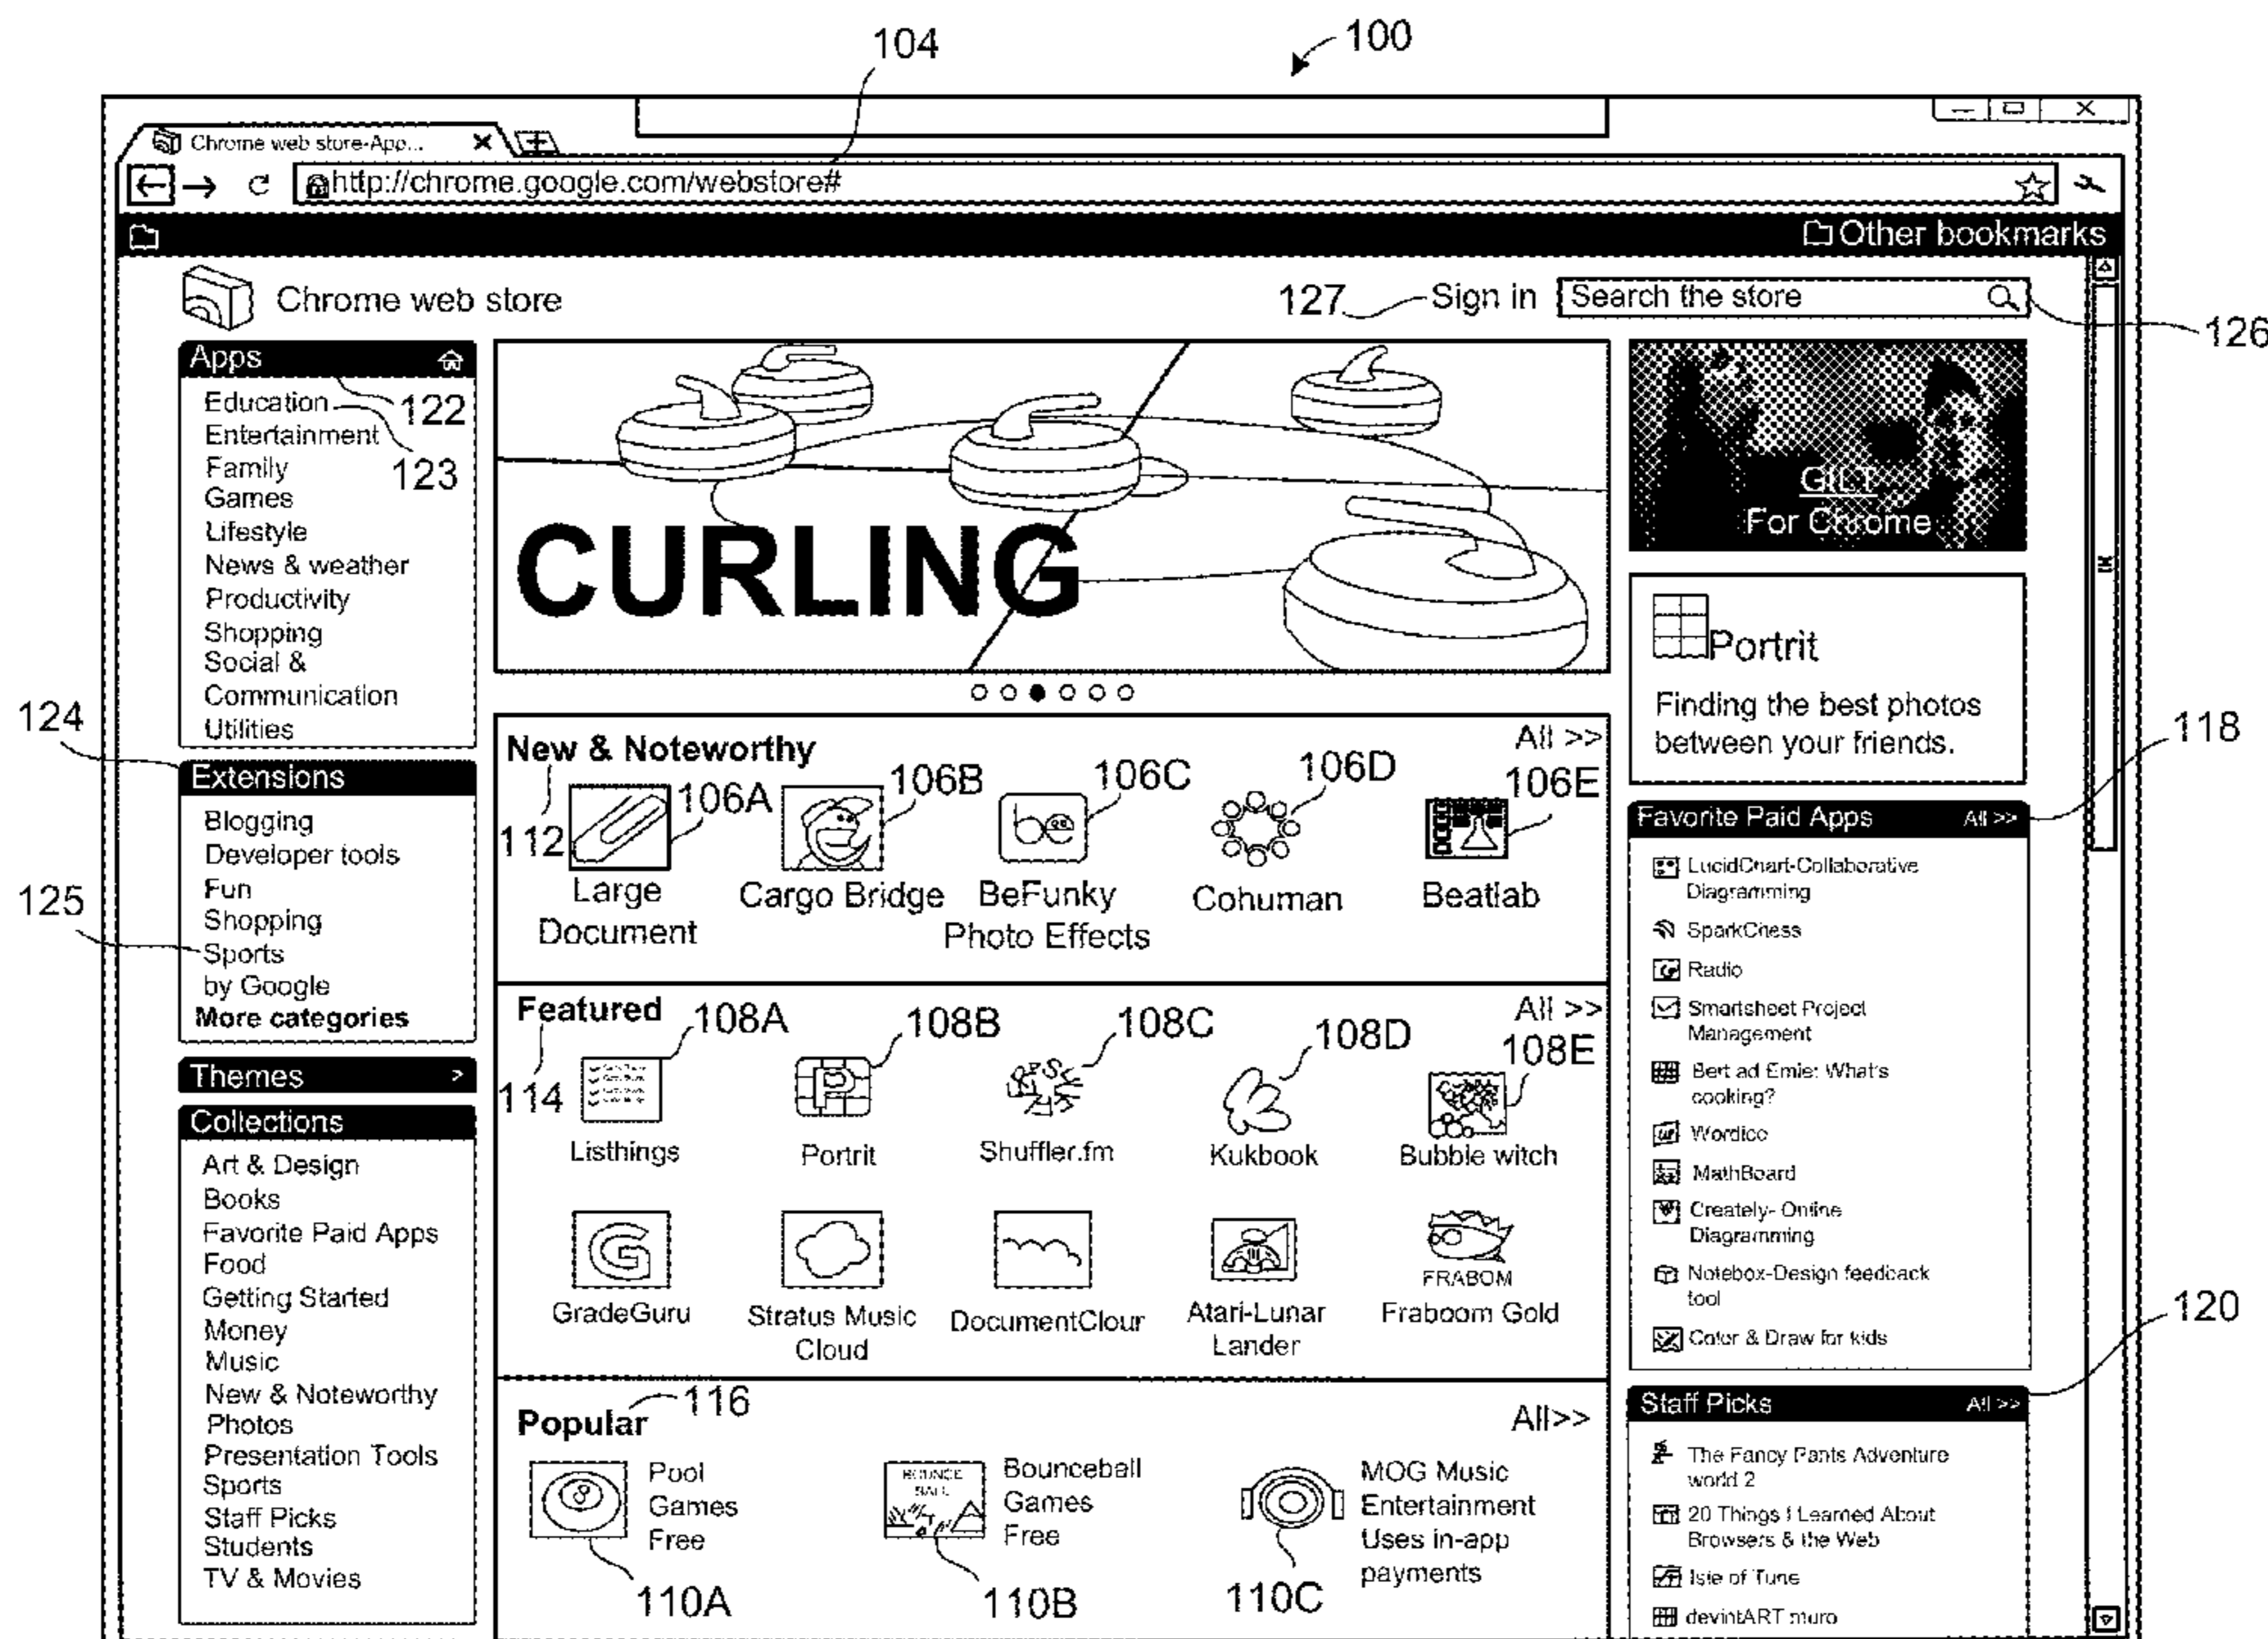 104
100
Chrome web store-App...
http://chrome.google.com/webstore#
Other bookmarks
Chrome web store
127
Sign in
Search the store
126
Apps
Education
122
Entertainment
Family
123
Games
Lifestyle
News & weather
Productivity
Shopping
Social &
Communication
Utilities
124
Extensions
Blogging
Developer tools
Fun
125
Shopping
Sports
by Google
More categories
Themes >
Collections
Art & Design
Books
Favorite Paid Apps
Food
Getting Started
Money
Music
New & Noteworthy
Photos
Presentation Tools
Sports
Staff Picks
Students
TV & Movies
CURLING
New & Noteworthy
All >>
112
106A
106B
106C
106D
106E
Large
Document
Cargo Bridge
BeFunky
Photo Effects
Cohuman
Beatlab
Featured
All >>
114
108A
108B
108C
108D
108E
Listhings
Portrit
Shuffler.fm
Kukbook
Bubble witch
G
FRABOM
GradeGuru
Stratus Music
Cloud
DocumentClour
Atari-Lunar
Lander
Fraboom Gold
Popular
116
All>>
Pool
Games
Free
110A
BOUNCE
BALL
Bounceball
Games
Free
110B
MOG Music
Entertainment
Uses in-app
payments
110C
GILT
For Chrome
Portrit
Finding the best photos
between your friends.
118
Favorite Paid Apps All >>
LucidChart-Collaborative
Diagramming
SparkChess
Radio
Smartsheet Project
Management
Bert ad Ernie: What's
cooking?
Wordico
MathBoard
Creately- Online
Diagramming
Notebox-Design feedback
tool
Color & Draw for kids
120
Staff Picks All >>
The Fancy Pants Adventure
world 2
20 Things I Learned About
Browsers & the Web
Isle of Tune
devintART muro